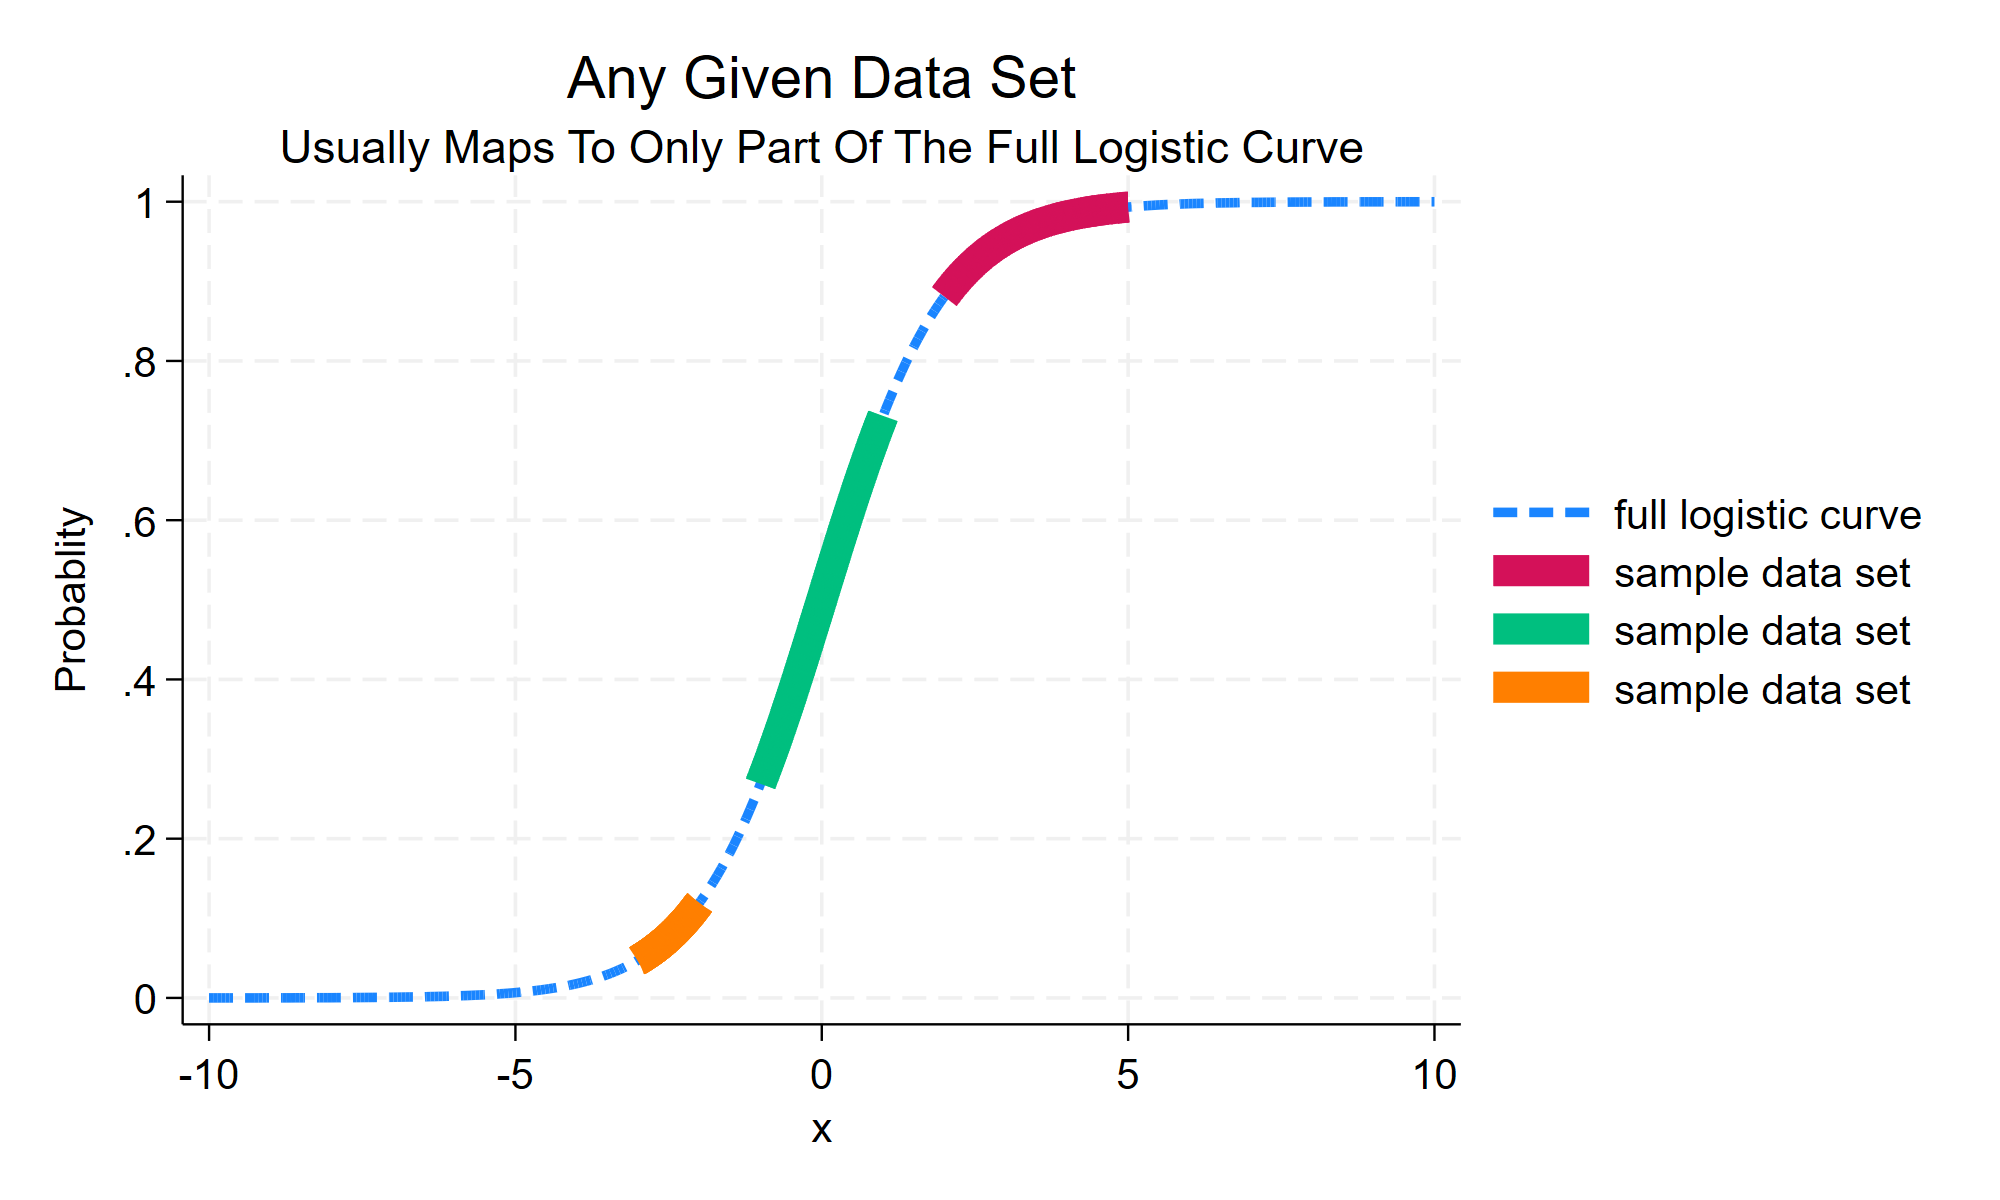 Any Given Data Set
Usually Maps To Only Part Of The Full Logistic Curve
Probablity
1
.8
.6
.4
.2
0
-10
-5
0
5
10
x
full logistic curve
sample data set
sample data set
sample data set